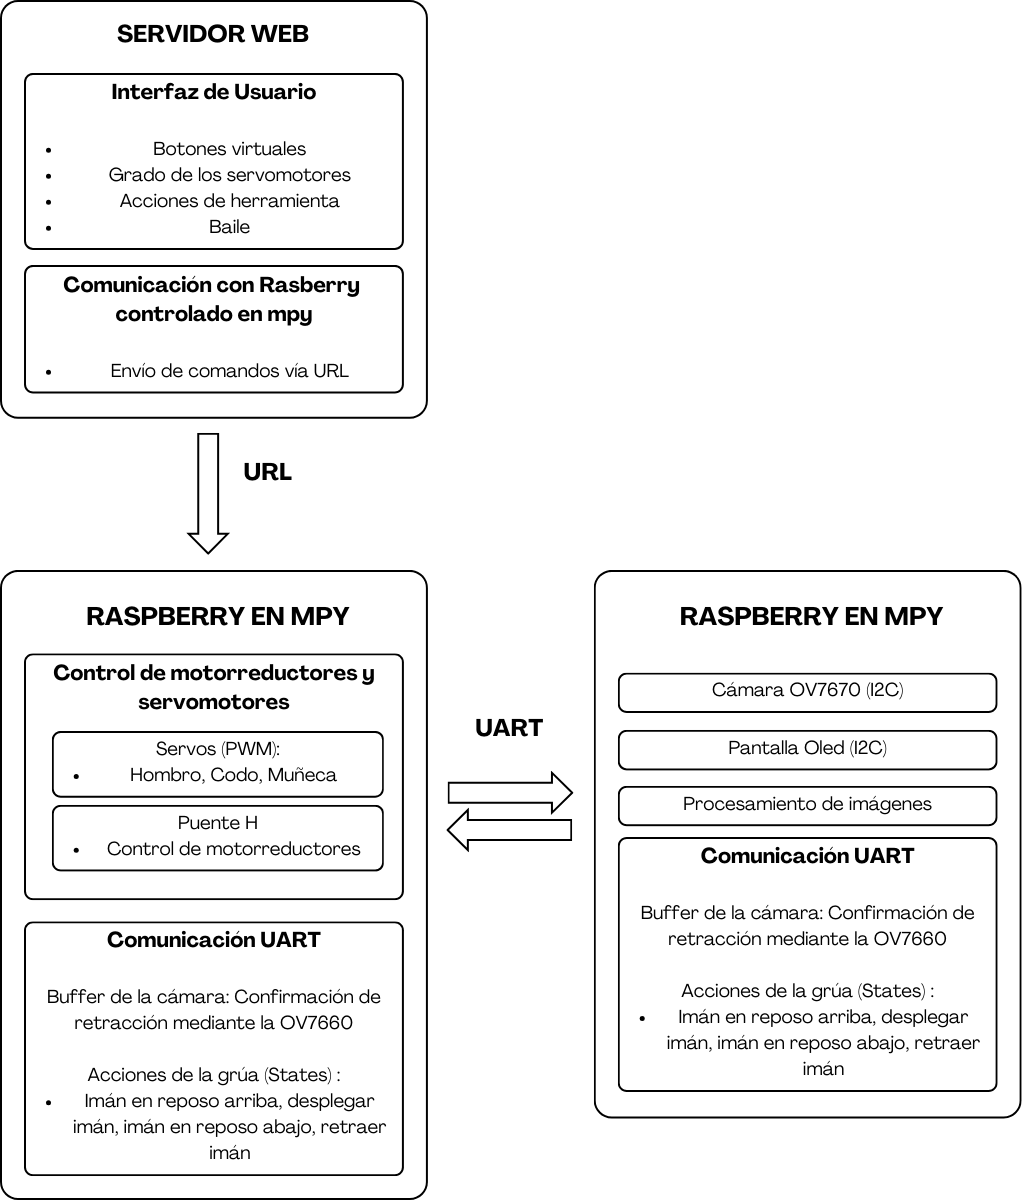 SERVIDOR WEB
Interfaz de Usuario
• Botones virtuales
• Grado de los servomotores
• Acciones de herramienta
• Baile
Comunicación con Rasberry
controlado en mpy
• Envío de comandos vía URL
URL
RASPBERRY EN MPY
Control de motorreductores y
servomotores
Servos (PWM):
• Hombro, Codo, Muñeca
Puente H
• Control de motorreductores
Comunicación UART
Buffer de la cámara: Confirmación de
retracción mediante la OV7660
Acciones de la grúa (States) :
• Imán en reposo arriba, desplegar
imán, imán en reposo abajo, retraer
imán
UART
RASPBERRY EN MPY
Cámara OV7670 (I2C)
Pantalla Oled (I2C)
Procesamiento de imágenes
Comunicación UART
Buffer de la cámara: Confirmación de
retracción mediante la OV7660
Acciones de la grúa (States) :
• Imán en reposo arriba, desplegar
imán, imán en reposo abajo, retraer
imán